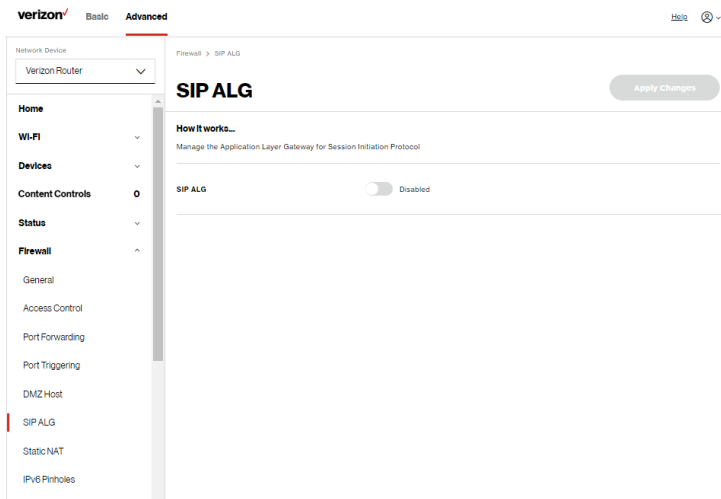 verizon
Basic
Advanced
Help
Network Device
Verizon Router
Home
Wi-Fi
Devices
Content Controls 0
Status
Firewall
General
Access Control
Port Forwarding
Port Triggering
DMZ Host
SIP ALG
Static NAT
IPv6 Pinholes
Firewall > SIP ALG
SIP ALG
Apply Changes
How it works...
Manage the Application Layer Gateway for Session Initiation Protocol
SIP ALG
Disabled